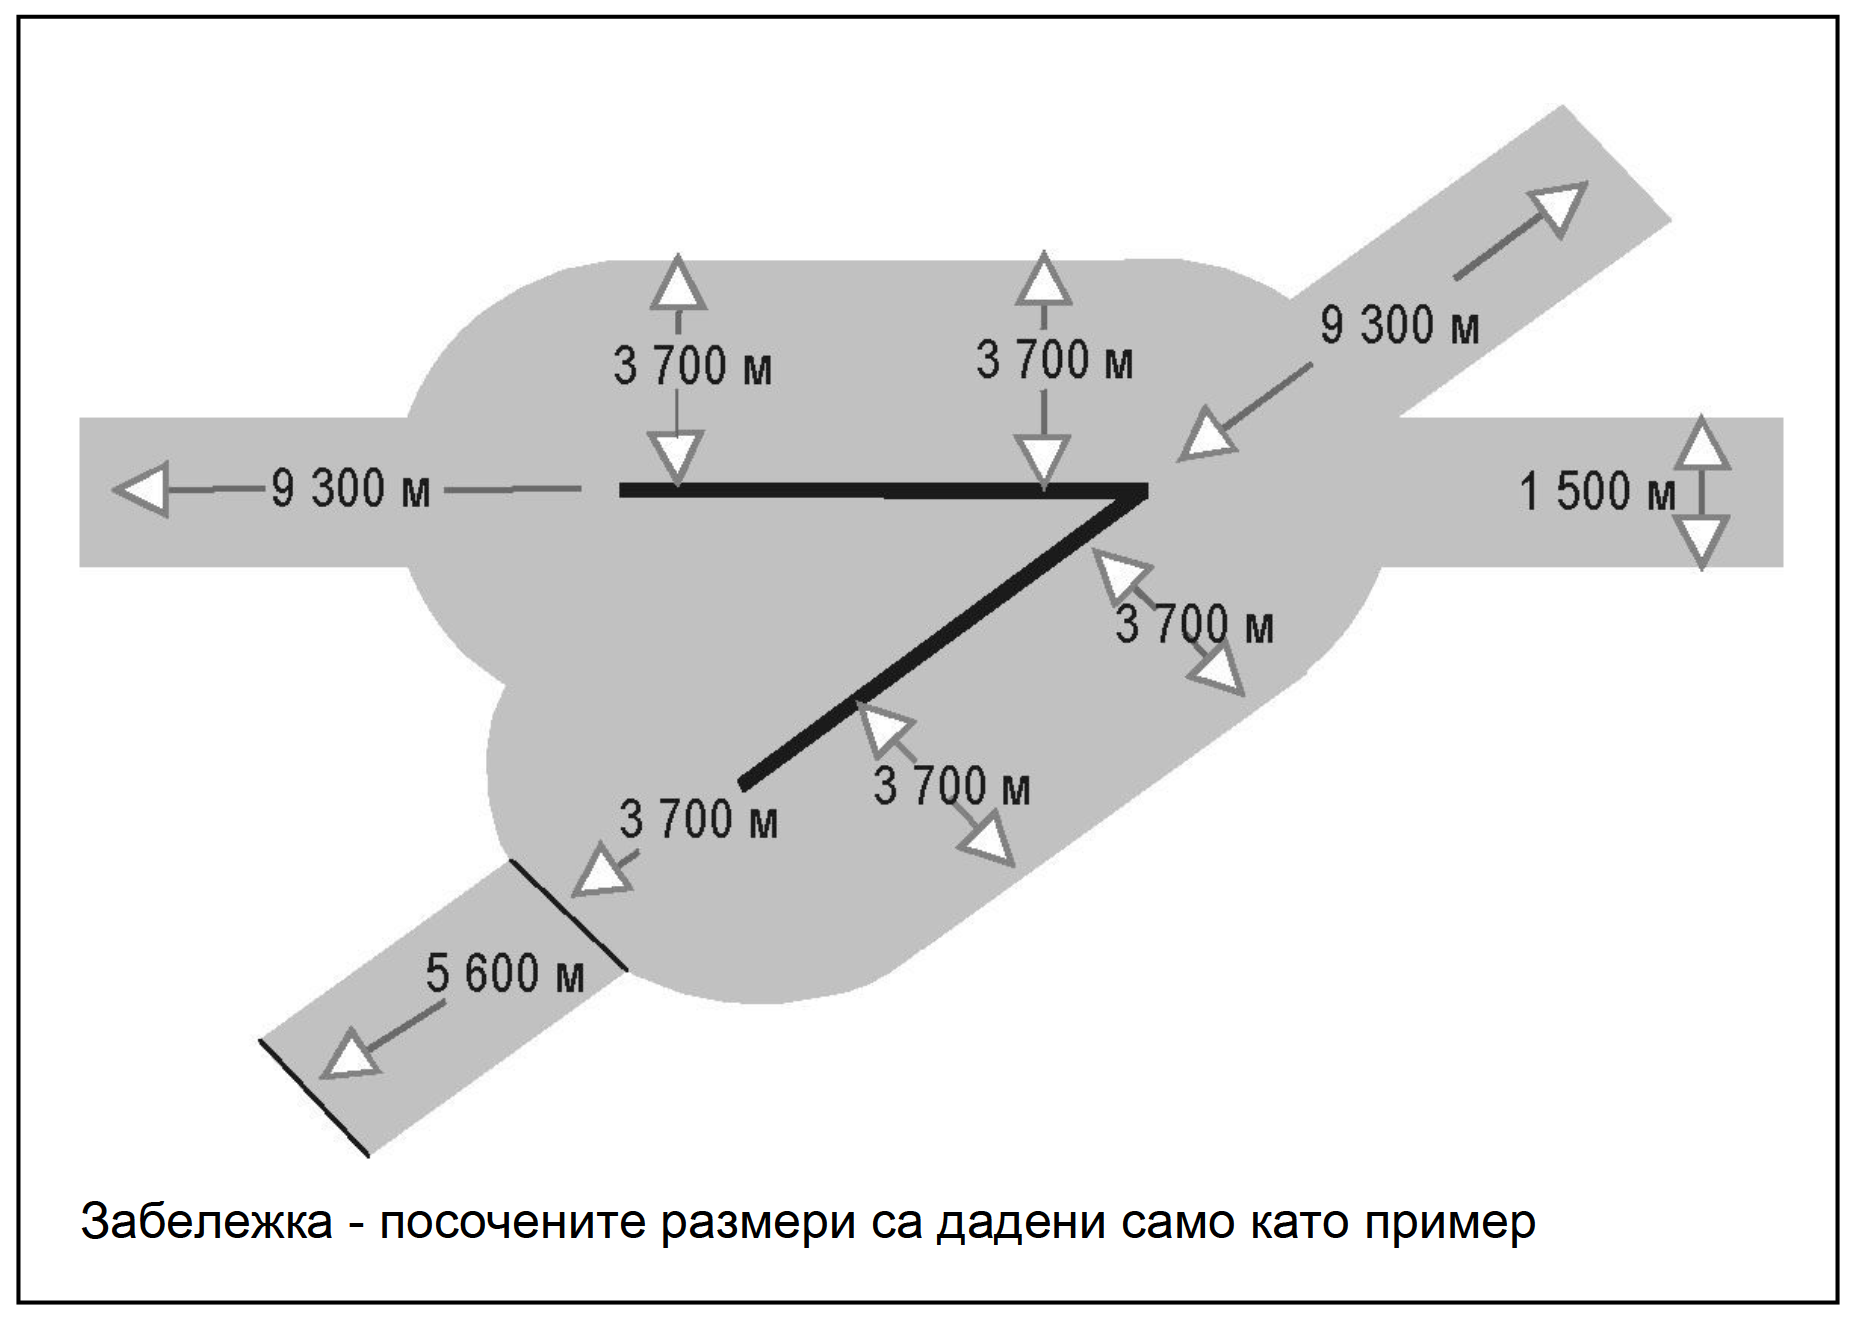 9 300 м
3 700 м
3 700 м
9 300 м
1 500 м
3 700 м
3 700 м
3 700 м
5 600 м
Забележка - посочените размери са дадени само като пример